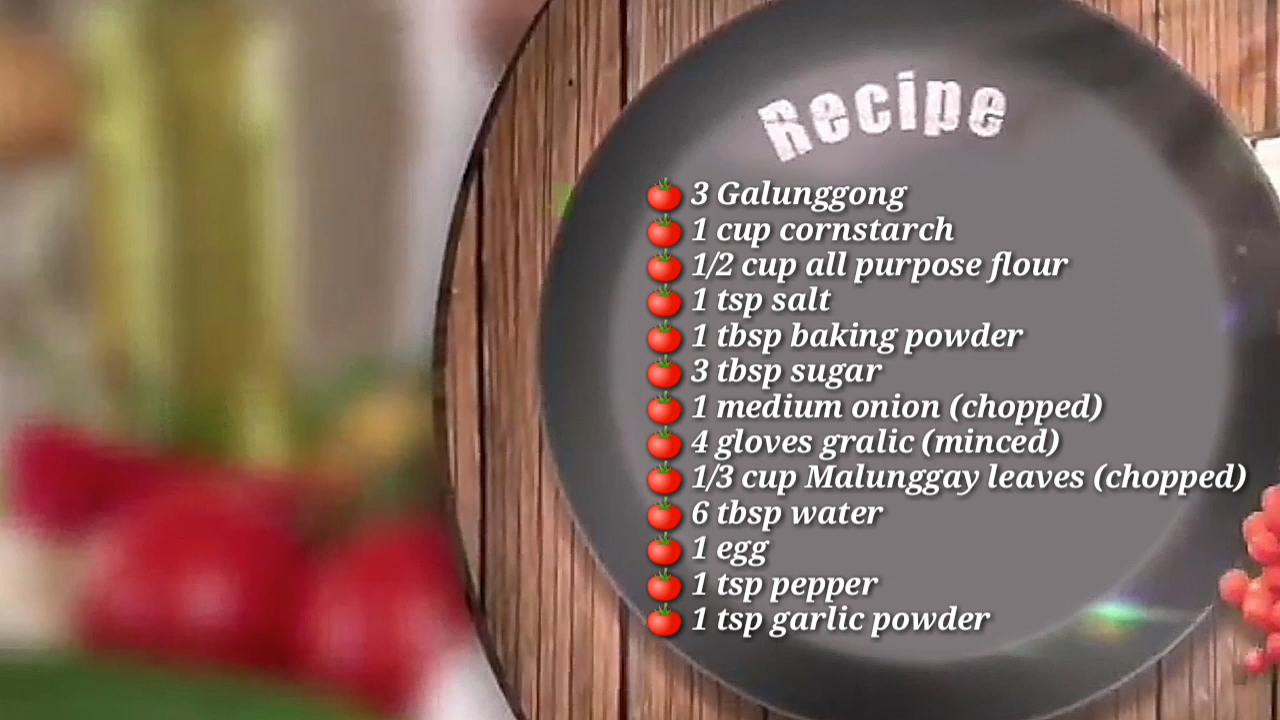 Recipe
3 Galunggong
1 cup cornstarch
1/2 cup all purpose flour
1 tsp salt
1 tbsp baking powder
3 tbsp sugar
1 medium onion (chopped)
4 gloves gralic (minced)
1/3 cup Malunggay leaves (chopped)
6 tbsp water
1 egg
1 tsp pepper
1 tsp garlic powder